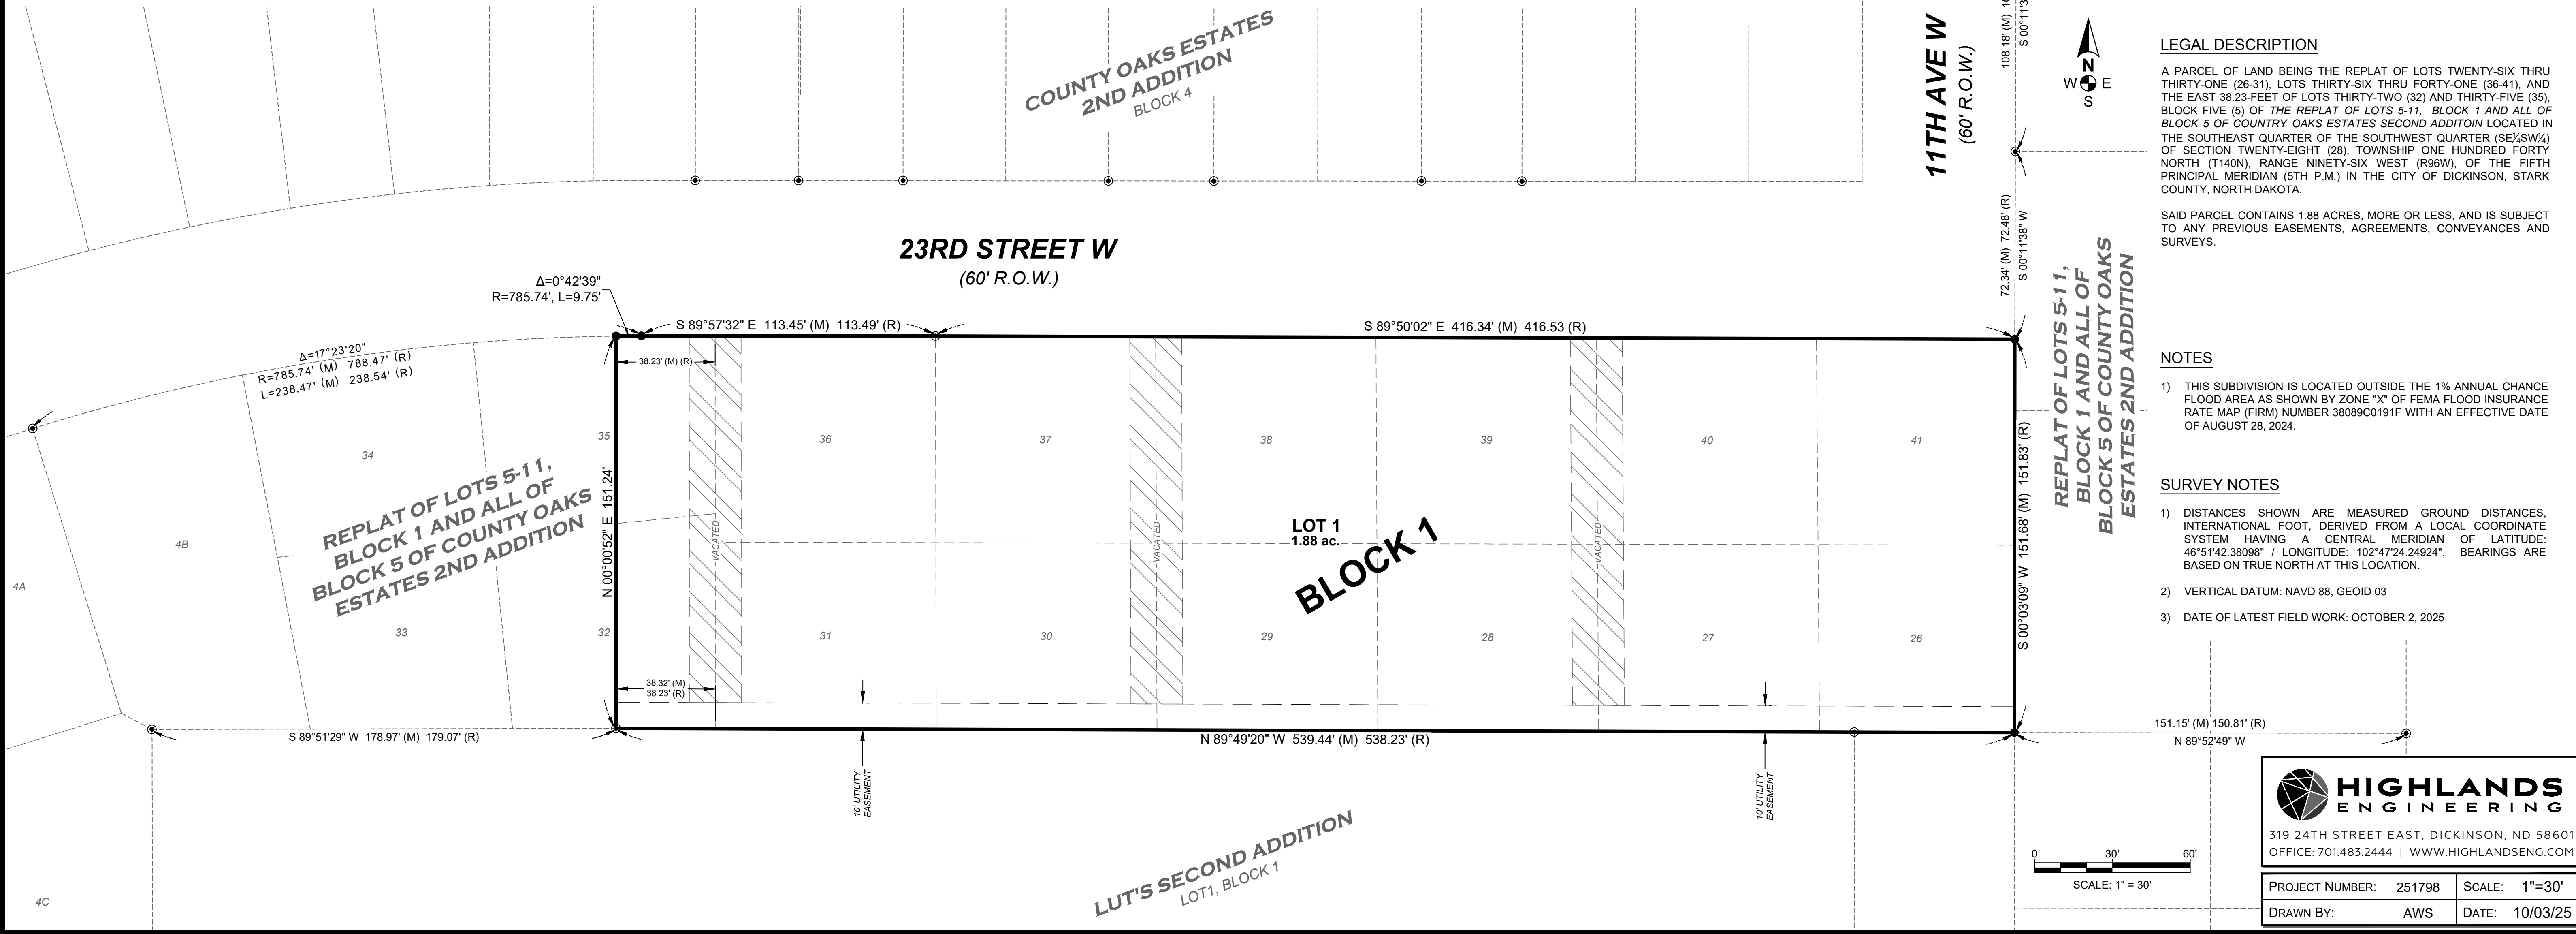 COUNTY OAKS ESTATES
2ND ADDITION
BLOCK 4
11TH AVE W
(60' R.O.W.)
23RD STREET W
(60' R.O.W.)
72.34' (M) 72.48' (R)
S 00°11'38" W
Δ=0°42'39"
R=785.74', L=9.75'
S 89°57'32" E 113.45' (M) 113.49' (R)
S 89°50'02" E 416.34' (M) 416.53 (R)
Δ=17°23'20"
R=785.74' (M) 788.47' (R)
L=238.47' (M) 238.54' (R)
38.23' (M) (R)
35
36
37
38
39
40
41
34
REPLAT OF LOTS 5-11,
BLOCK 1 AND ALL OF
BLOCK 5 OF COUNTY OAKS
ESTATES 2ND ADDITION
N 00°00'52" E 151.24'
VACATED
VACATED
VACATED
LOT 1
1.88 ac.
BLOCK 1
S 00°03'09" W 151.68' (M) 151.83' (R)
REPLAT OF LOTS 5-11,
BLOCK 1 AND ALL OF
BLOCK 5 OF COUNTY OAKS
ESTATES 2ND ADDITION
4B
4A
33
32
31
30
29
28
27
26
38.32' (M)
38 23' (R)
S 89°51'29" W 178.97' (M) 179.07' (R)
N 89°49'20" W 539.44' (M) 538.23' (R)
151.15' (M) 150.81' (R)
N 89°52'49" W
10' UTILITY
EASEMENT
10' UTILITY
EASEMENT
LUT'S SECOND ADDITION
LOT1, BLOCK 1
4C
N
W E
S
LEGAL DESCRIPTION
A PARCEL OF LAND BEING THE REPLAT OF LOTS TWENTY-SIX THRU
THIRTY-ONE (26-31), LOTS THIRTY-SIX THRU FORTY-ONE (36-41), AND
THE EAST 38.23-FEET OF LOTS THIRTY-TWO (32) AND THIRTY-FIVE (35),
BLOCK FIVE (5) OF THE REPLAT OF LOTS 5-11, BLOCK 1 AND ALL OF
BLOCK 5 OF COUNTRY OAKS ESTATES SECOND ADDITOIN LOCATED IN
THE SOUTHEAST QUARTER OF THE SOUTHWEST QUARTER (SE¼SW¼)
OF SECTION TWENTY-EIGHT (28), TOWNSHIP ONE HUNDRED FORTY
NORTH (T140N), RANGE NINETY-SIX WEST (R96W), OF THE FIFTH
PRINCIPAL MERIDIAN (5TH P.M.) IN THE CITY OF DICKINSON, STARK
COUNTY, NORTH DAKOTA.
SAID PARCEL CONTAINS 1.88 ACRES, MORE OR LESS, AND IS SUBJECT
TO ANY PREVIOUS EASEMENTS, AGREEMENTS, CONVEYANCES AND
SURVEYS.
NOTES
1) THIS SUBDIVISION IS LOCATED OUTSIDE THE 1% ANNUAL CHANCE
FLOOD AREA AS SHOWN BY ZONE "X" OF FEMA FLOOD INSURANCE
RATE MAP (FIRM) NUMBER 38089C0191F WITH AN EFFECTIVE DATE
OF AUGUST 28, 2024.
SURVEY NOTES
1) DISTANCES SHOWN ARE MEASURED GROUND DISTANCES,
INTERNATIONAL FOOT, DERIVED FROM A LOCAL COORDINATE
SYSTEM HAVING A CENTRAL MERIDIAN OF LATITUDE:
46°51'42.38098" / LONGITUDE: 102°47'24.24924". BEARINGS ARE
BASED ON TRUE NORTH AT THIS LOCATION.
2) VERTICAL DATUM: NAVD 88, GEOID 03
3) DATE OF LATEST FIELD WORK: OCTOBER 2, 2025
0 30' 60'
SCALE: 1" = 30'
HIGHLANDS
ENGINEERING
319 24TH STREET EAST, DICKINSON, ND 58601
OFFICE: 701.483.2444 | WWW.HIGHLANDSENG.COM
PROJECT NUMBER: 251798 SCALE: 1"=30'
DRAWN BY: AWS DATE: 10/03/25